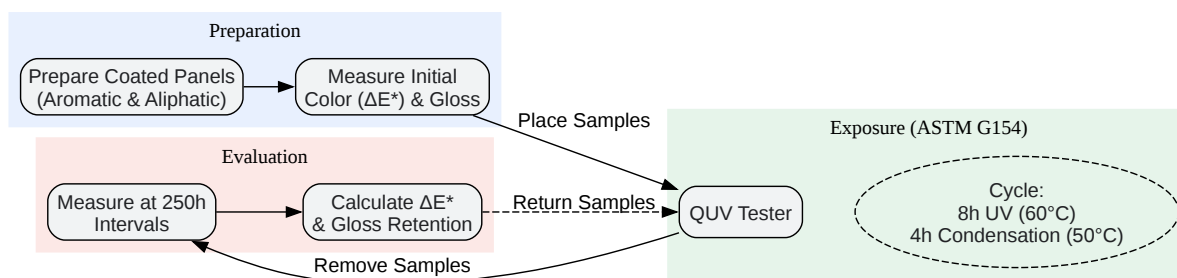 Preparation
Prepare Coated Panels
(Aromatic & Aliphatic)
Measure Initial
Color (ΔE*) & Gloss
Place Samples
Exposure (ASTM G154)
Evaluation
Measure at 250h
Intervals
Calculate ΔE*
& Gloss Retention
Return Samples
QUV Tester
Cycle:
8h UV (60°C)
4h Condensation (50°C)
Remove Samples